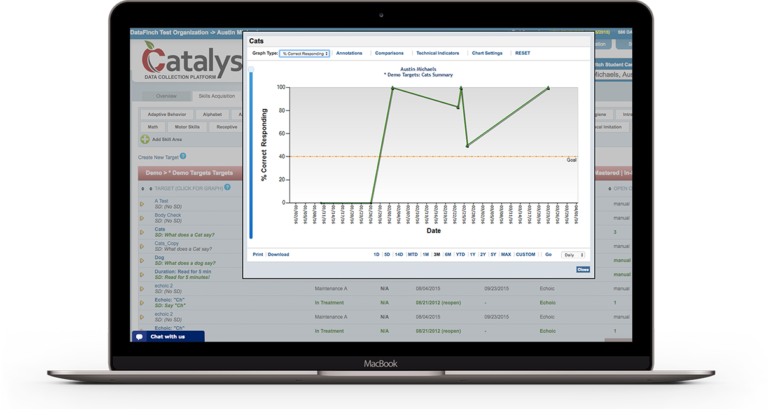 DataFinch Test Organization -> Austin M
Catalys
DATA COLLECTION PLATFORM
Overview
Skills Acquisition
Adaptive Behavior
Alphabet
Math
Motor Skills
Receptive
Add Skill Area
Create New Target
Demo > * Demo Targets Targets
TARGET (CLICK FOR GRAPH)
A Test
SD: (No SD)
Body Check
SD: (No SD)
Cats
SD: What does a Cat say?
Cats_Copy
SD: What does a Cat say?
Dog
SD: What does a dog say?
Duration: Read for 5 min
SD: Read for 5 minutes!
echoic 2
SD: (No SD)
Maintenance A
N/A
08/04/2015
09/23/2015
Echoic
manual
Echoic: "Ch"
SD: Say "Ch"
In Treatment
N/A
08/21/2012 (reopen)
-
Echoic
1
echoic 2
SD: (No SD)
Maintenance A
N/A
08/04/2015
09/23/2015
Echoic
manual
Echoic: "Ch"
In Treatment
N/A
08/21/2012 (reopen)
-
Echoic
1
Chat with us
Cats
Graph Type:
% Correct Responding
Annotations
Comparisons
Technical Indicators
Chart Settings
RESET
Austin Michaels
* Demo Targets: Cats Summary
% Correct Responding
100
80
60
40
20
0
Goal
Date
Print
Download
1D 5D 14D MTD 1M 3M 6M YTD 1Y 2Y 5Y MAX CUSTOM
Go
Daily
Close
manual
manual
3
manual
manual
manual
MacBook